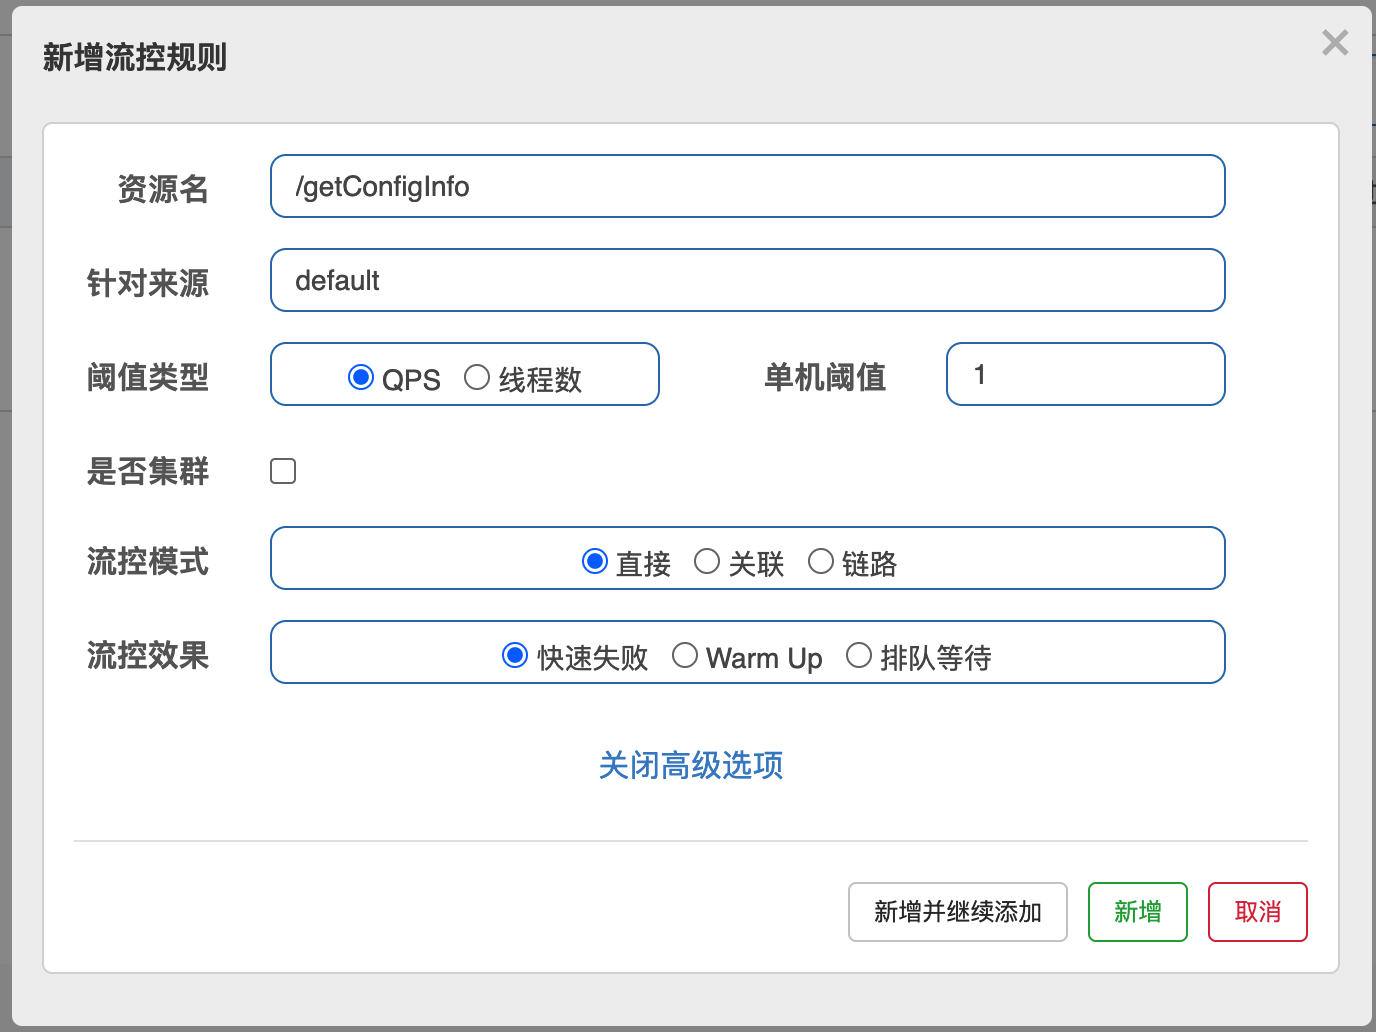 新增流控规则
资源名 /getConfigInfo
针对来源 default
阈值类型 QPS 线程数 单机阈值 1
是否集群
流控模式 直接 关联 链路
流控效果 快速失败 Warm Up 排队等待
关闭高级选项
新增并继续添加 新增 取消